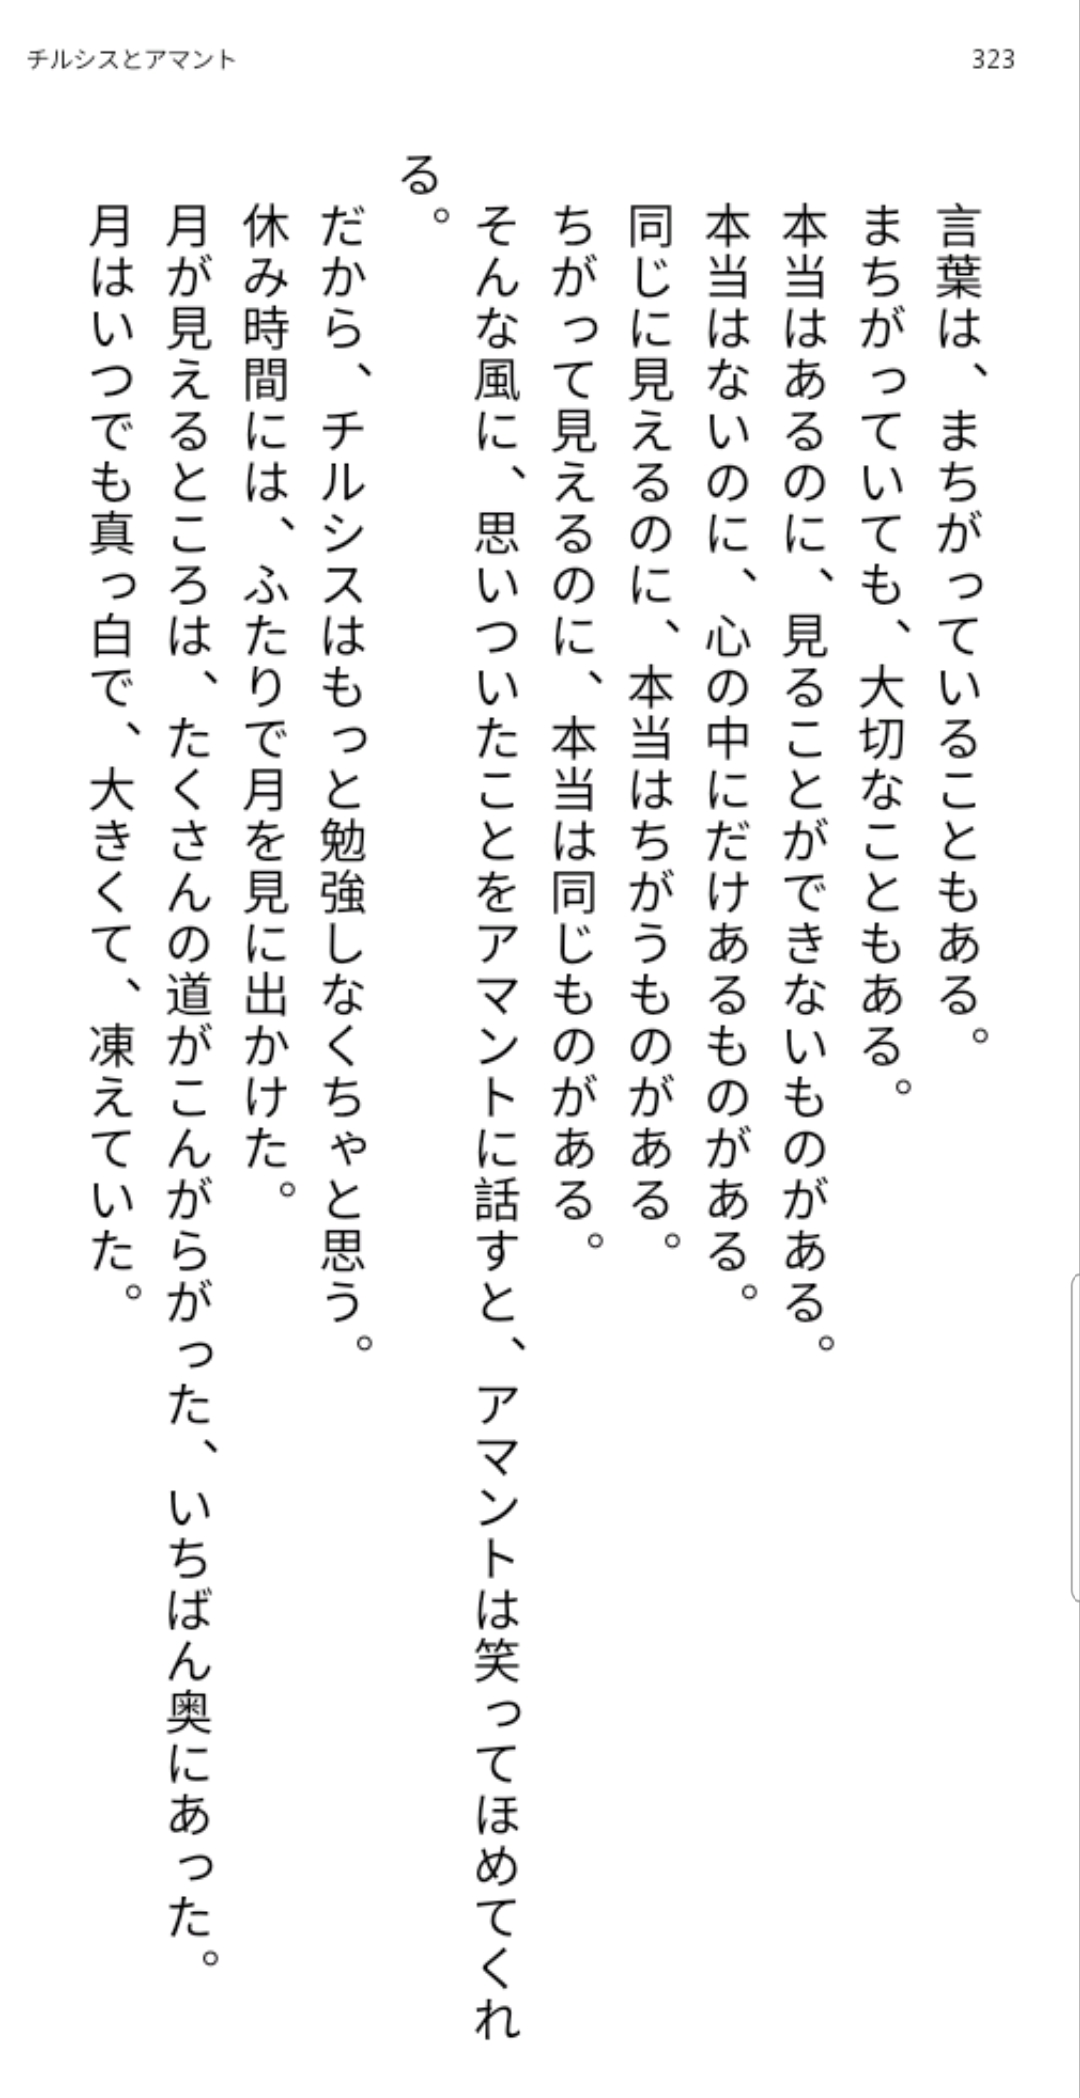 チルシスとアマント
323
言葉は、まちがっていることもある。
まちがっていても、大切なこともある。
本当はあるのに、見ることができないものがある。
本当はないのに、心の中にだけあるものがある。
同じに見えるのに、本当はちがうものがある。
ちがって見えるのに、本当は同じものがある。
そんな風に、思いついたことをアマントに話すと、アマントは笑ってほめてくれ
る。
だから、チルシスはもっと勉強しなくちゃと思う。
休み時間には、ふたりで月を見に出かけた。
月が見えるところは、たくさんの道がこんがらがった、いちばん奥にあった。
月はいつでも真っ白で、大きくて、凍えていた。